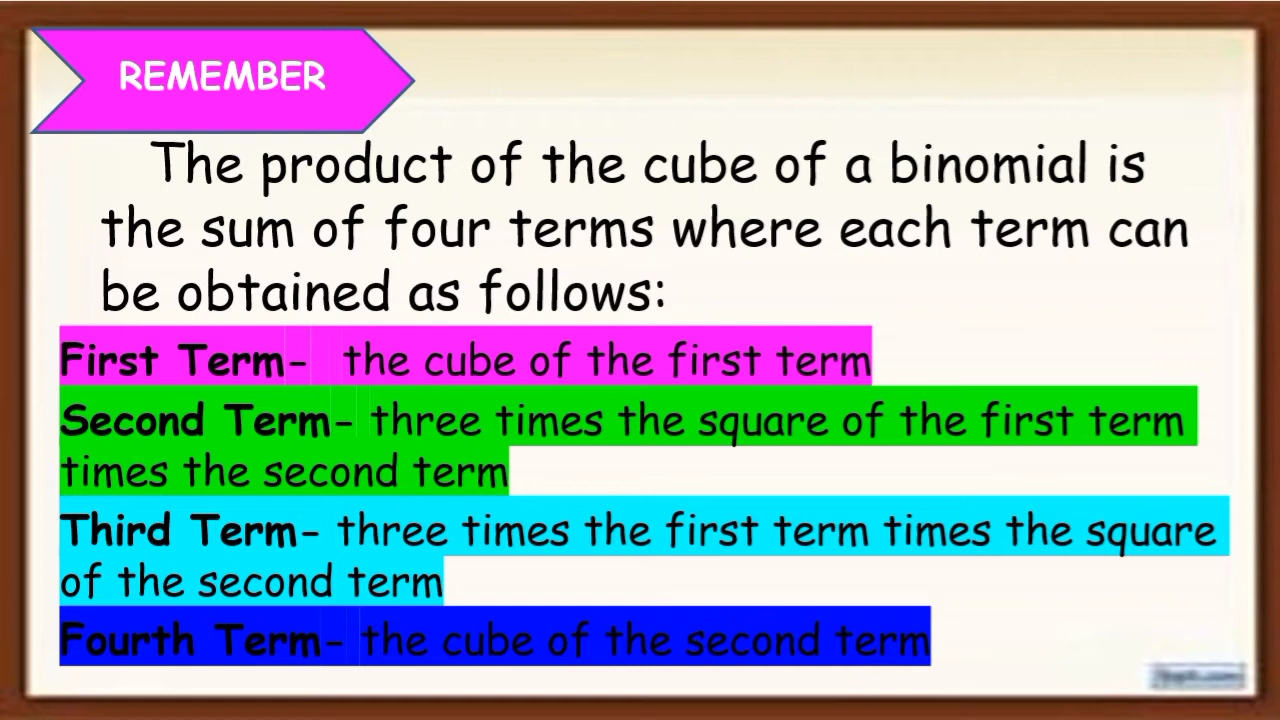 REMEMBER
The product of the cube of a binomial is
the sum of four terms where each term can
be obtained as follows:
First Term- the cube of the first term
Second Term- three times the square of the first term
times the second term
Third Term- three times the first term times the square
of the second term
Fourth Term- the cube of the second term